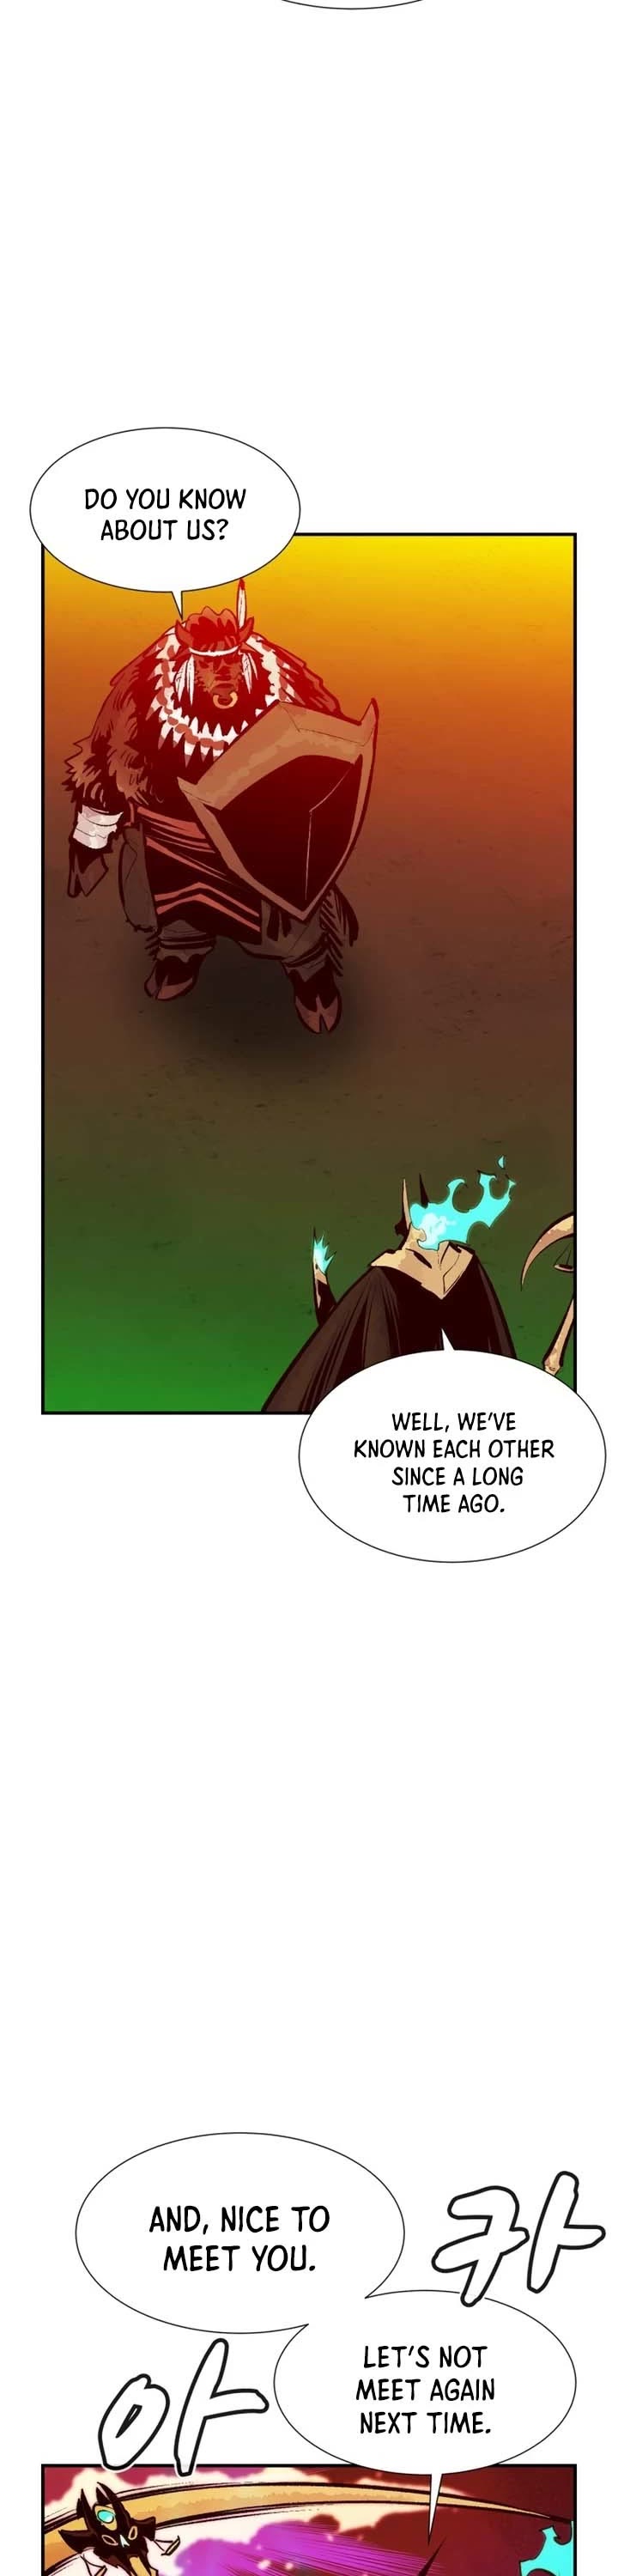 DO YOU KNOW
ABOUT US?
WELL, WE'VE
KNOWN EACH OTHER
SINCE A LONG
TIME AGO.
AND, NICE TO
MEET YOU.
카
LET'S NOT
MEET AGAIN
NEXT TIME.
아